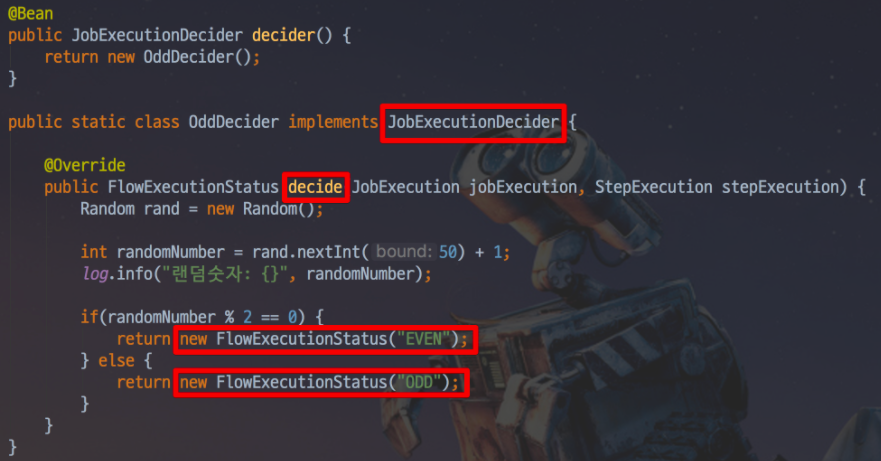 @Bean
public JobExecutionDecider decider() {
    return new OddDecider();
}
public static class OddDecider implements JobExecutionDecider {
    @Override
    public FlowExecutionStatus decide JobExecution jobExecution, StepExecution stepExecution) {
        Random rand = new Random();
        int randomNumber = rand.nextInt( bound: 50) + 1;
        log.info("랜덤숫자: {}", randomNumber);
        if(randomNumber % 2 == 0) {
            return new FlowExecutionStatus("EVEN");
        } else {
            return new FlowExecutionStatus("ODD");
        }
    }
}